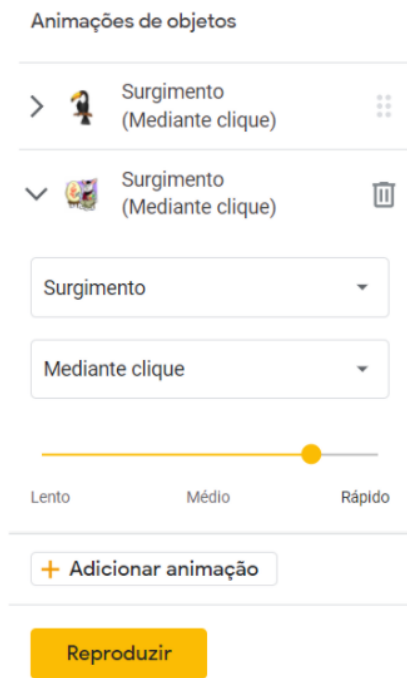 Animações de objetos
Surgimento
(Mediante clique)
Surgimento
(Mediante clique)
Surgimento
Mediante clique
Lento Médio Rápido
+ Adicionar animação
Reproduzir